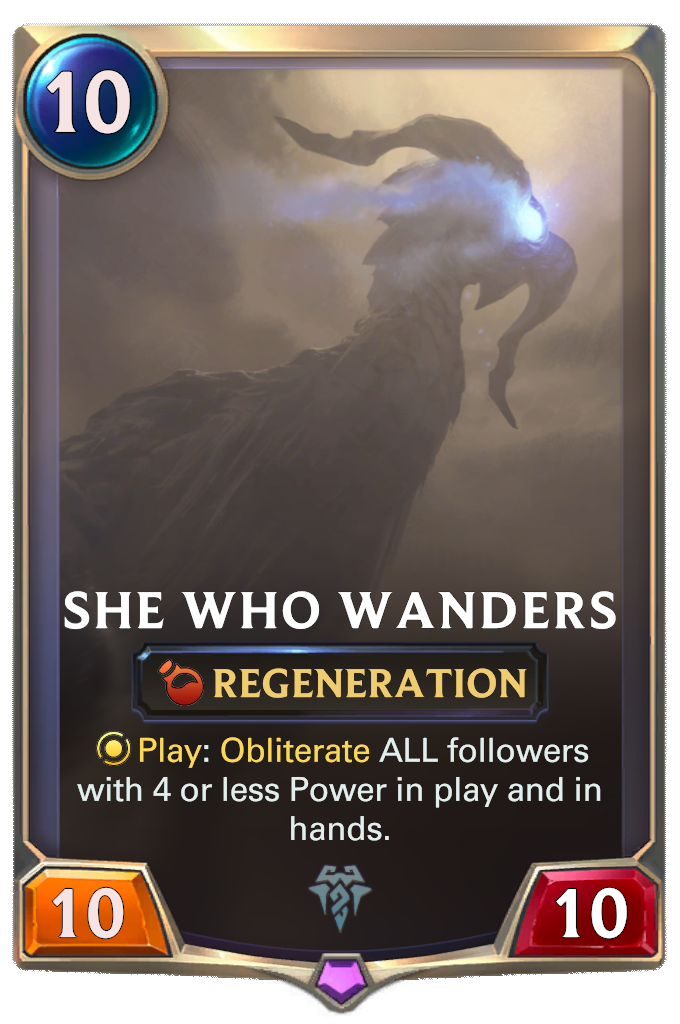 10
SHE WHO WANDERS
REGENERATION
Play: Obliterate ALL followers
with 4 or less Power in play and in
hands.
10
10